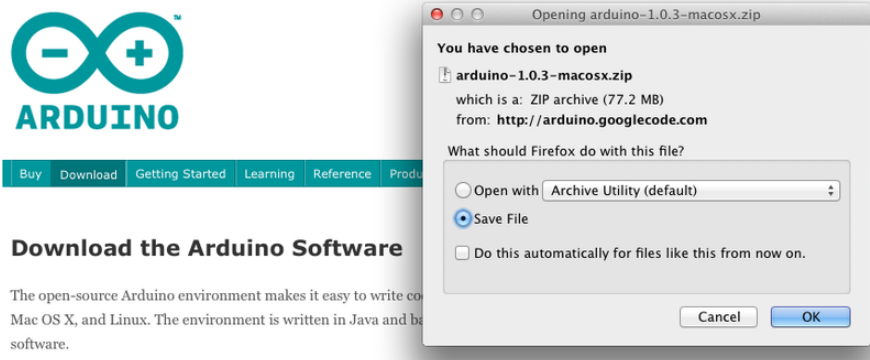 ARDUINO
TM
Buy Download Getting Started Learning Reference Produ
Download the Arduino Software
The open-source Arduino environment makes it easy to write co
Mac OS X, and Linux. The environment is written in Java and ba
software.
Opening arduino-1.0.3-macosx.zip
You have chosen to open
arduino-1.0.3-macosx.zip
which is a: ZIP archive (77.2 MB)
from: http://arduino.googlecode.com
What should Firefox do with this file?
Open with Archive Utility (default)
Save File
Do this automatically for files like this from now on.
Cancel OK